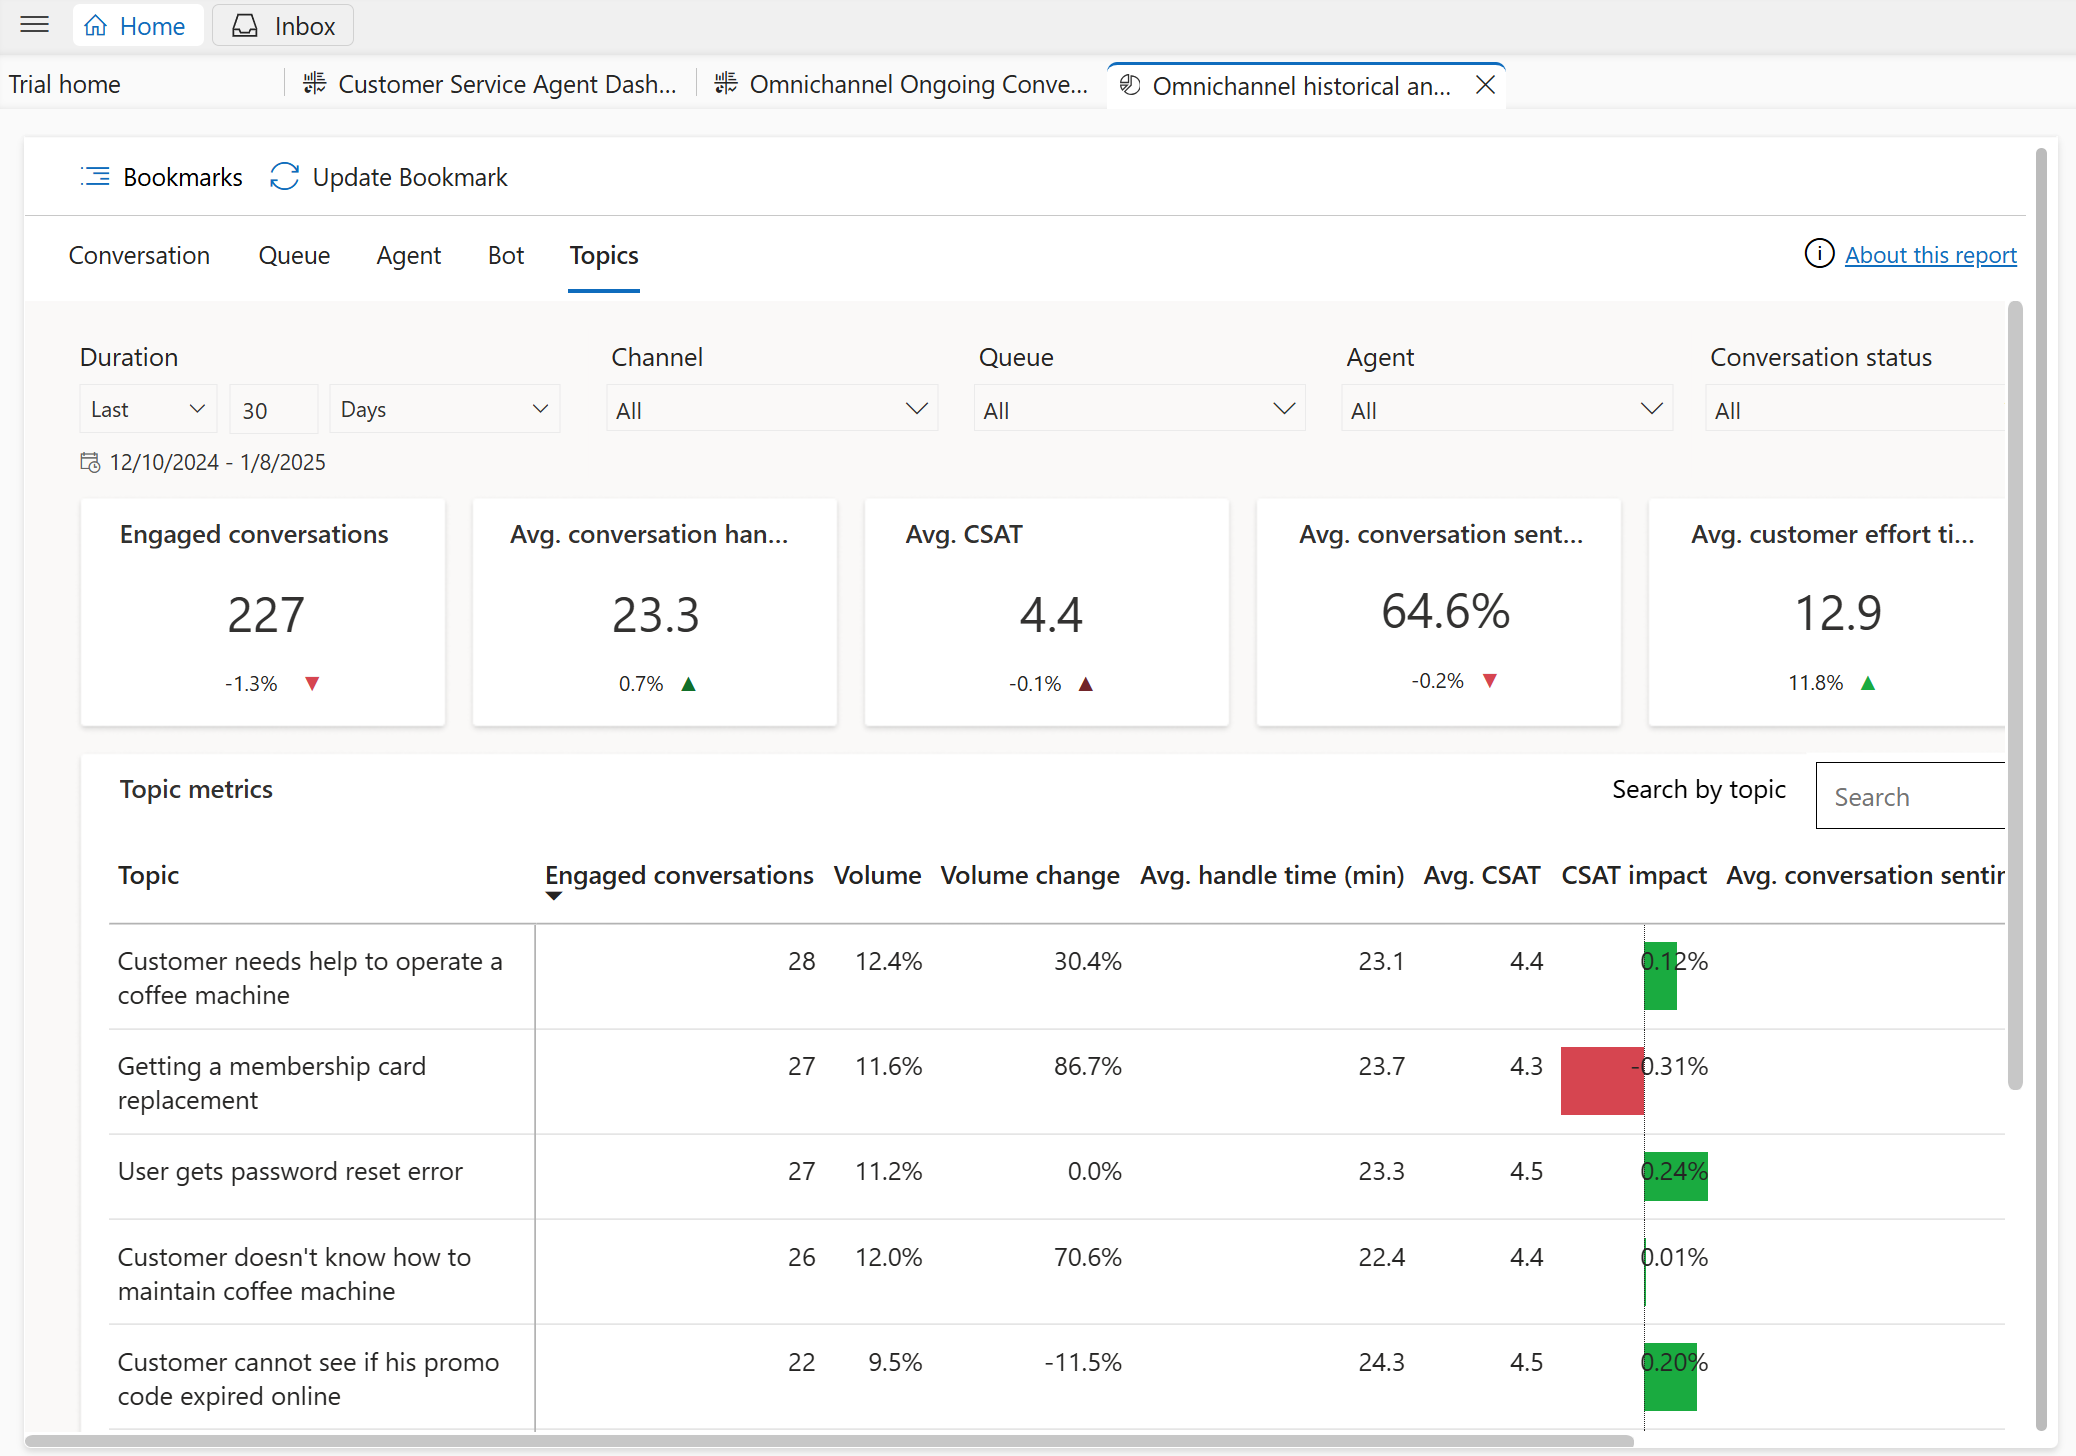 Home
Inbox
Trial home
Customer Service Agent Dash...
Omnichannel Ongoing Conve...
Omnichannel historical an...
Bookmarks
Update Bookmark
Conversation
Queue
Agent
Bot
Topics
About this report
Duration
Channel
Queue
Agent
Conversation status
Last
30
Days
All
All
All
All
12/10/2024 - 1/8/2025
Engaged conversations
227
-1.3%
Avg. conversation han...
23.3
0.7%
Avg. CSAT
4.4
-0.1%
Avg. conversation sent...
64.6%
-0.2%
Avg. customer effort ti...
12.9
11.8%
Topic metrics
Search by topic
Search
Topic
Engaged conversations
Volume
Volume change
Avg. handle time (min)
Avg. CSAT
CSAT impact
Avg. conversation sentin
Customer needs help to operate a
coffee machine
28
12.4%
30.4%
23.1
4.4
0.12%
Getting a membership card
replacement
27
11.6%
86.7%
23.7
4.3
-0.31%
User gets password reset error
27
11.2%
0.0%
23.3
4.5
0.24%
Customer doesn't know how to
maintain coffee machine
26
12.0%
70.6%
22.4
4.4
0.01%
Customer cannot see if his promo
code expired online
22
9.5%
-11.5%
24.3
4.5
0.20%